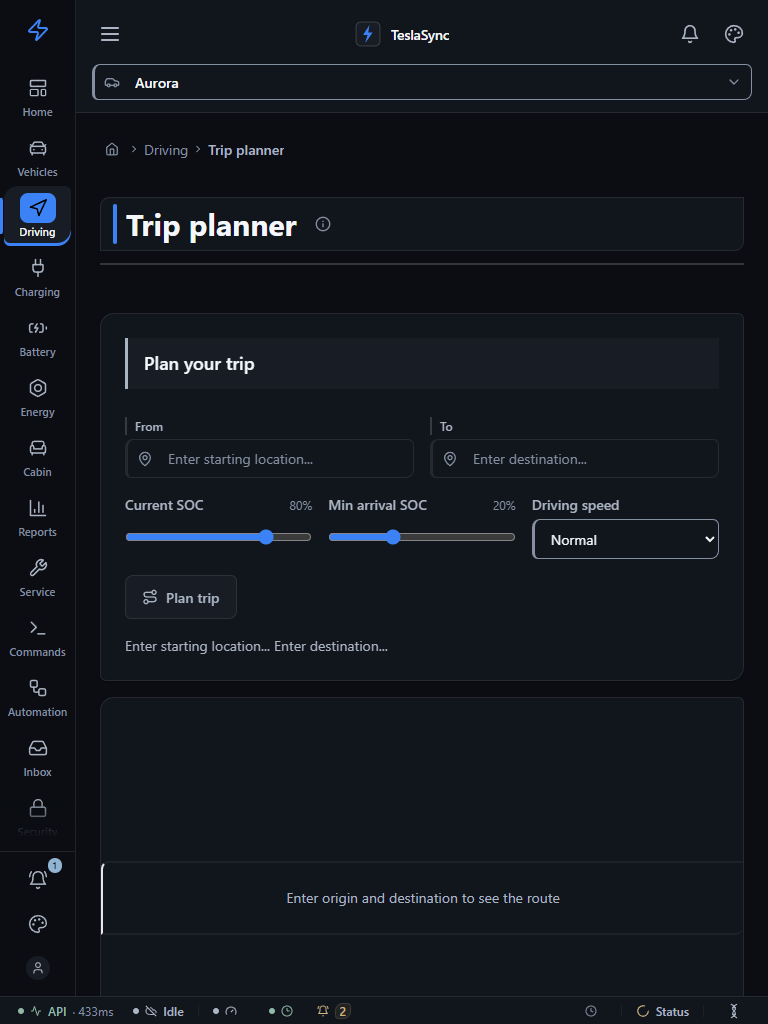 TeslaSync
Aurora
Home
Vehicles
Driving
Charging
Battery
Energy
Cabin
Reports
Service
Commands
Automation
Inbox
Security
1
Driving
Trip planner
Trip planner
Plan your trip
From
To
Enter starting location...
Enter destination...
Current SOC
80%
Min arrival SOC
20%
Driving speed
Normal
Plan trip
Enter starting location... Enter destination...
Enter origin and destination to see the route
API · 433ms
Idle
2
Status